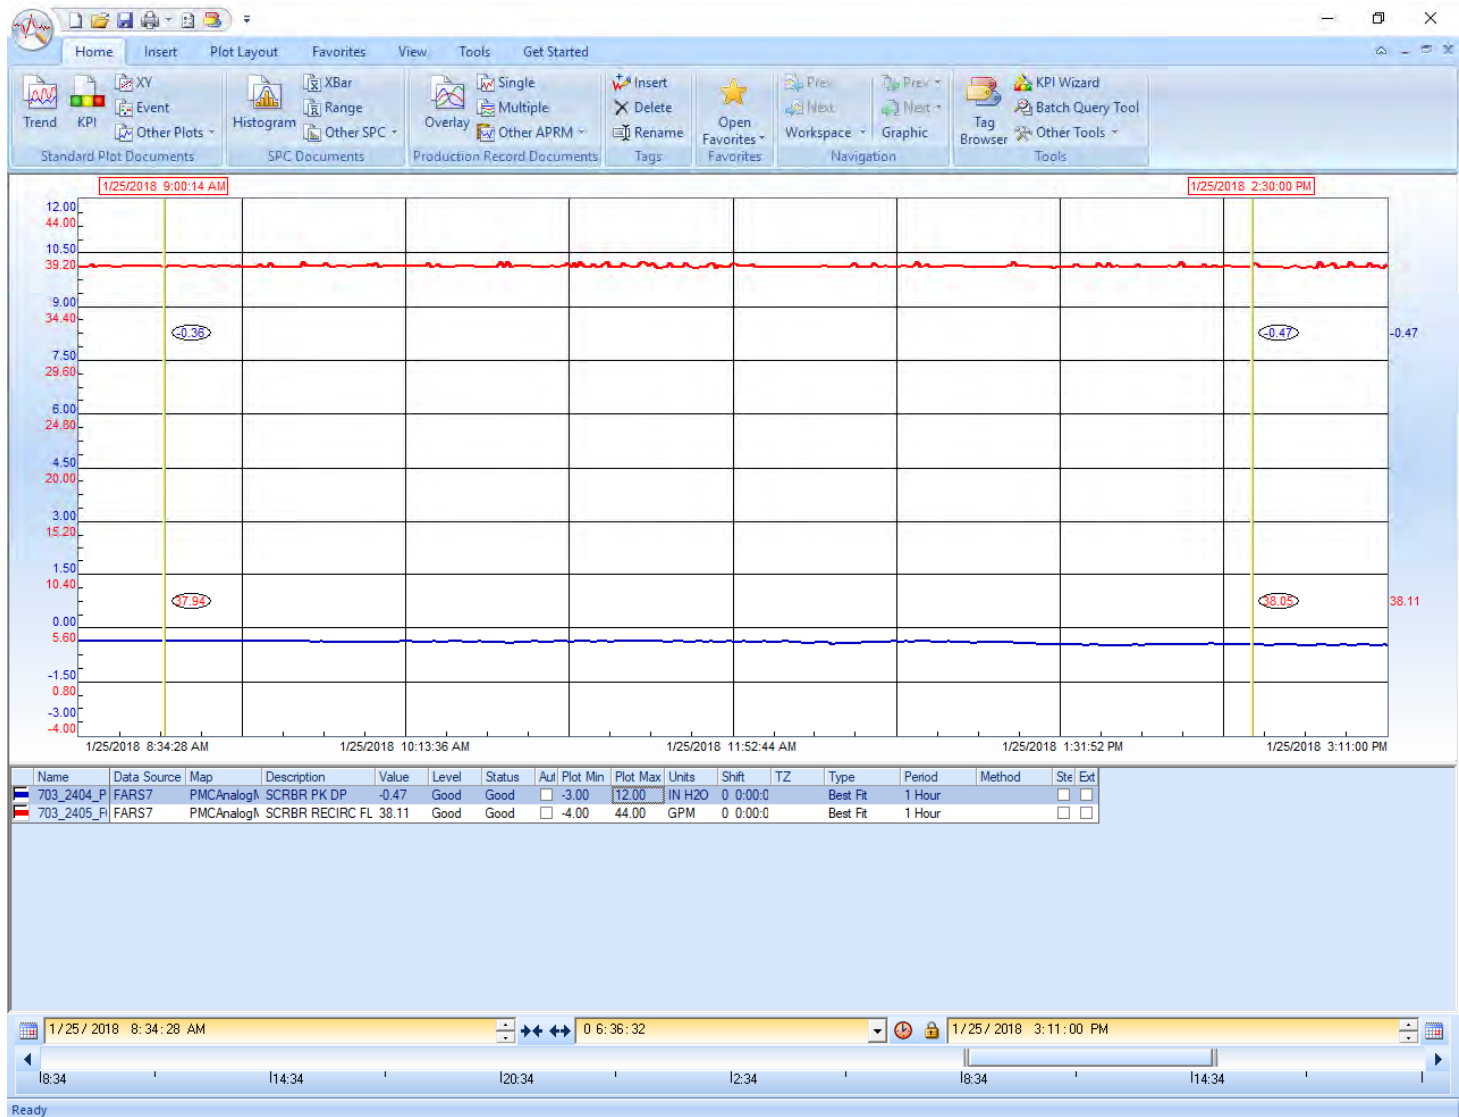 Home Insert Plot Layout Favorites View Tools Get Started
Trend KPI XY Event Other Plots
Standard Plot Documents
Histogram XBar Range Other SPC
SPC Documents
Overlay Single Multiple Other APRM
Production Record Documents
Insert Delete Rename
Tags
Open Favorites
Favorites
Prev Next Workspace Prev Next Graphic
Navigation
Tag Browser KPI Wizard Batch Query Tool Other Tools
Tools
1/25/2018 9:00:14 AM 1/25/2018 2:30:00 PM
12.00
44.00
10.50
39.20
9.00
34.40
-0.36 -0.47 -0.47
7.50
29.60
6.00
24.80
4.50
20.00
3.00
15.20
1.50
10.40
37.94 38.05 38.11
0.00
5.60
-1.50
0.80
-3.00
-4.00
1/25/2018 8:34:28 AM 1/25/2018 10:13:36 AM 1/25/2018 11:52:44 AM 1/25/2018 1:31:52 PM 1/25/2018 3:11:00 PM
Name Data Source Map Description Value Level Status Aut Plot Min Plot Max Units Shift TZ Type Period Method Ste Ext
703_2404_P FARS7 PMCAnalogM SCRBR PK DP -0.47 Good Good -3.00 12.00 IN H2O 0 0:00:0 Best Fit 1 Hour
703_2405_F FARS7 PMCAnalogM SCRBR RECIRC FL 38.11 Good Good -4.00 44.00 GPM 0 0:00:0 Best Fit 1 Hour
1/25/2018 8:34:28 AM 0 6:36:32 1/25/2018 3:11:00 PM
8:34 14:34 20:34 2:34 8:34 14:34
Ready